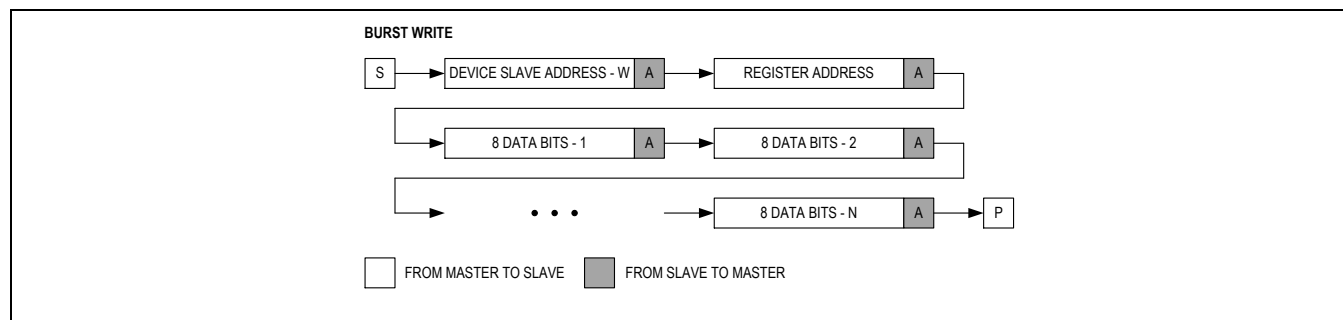 BURST WRITE
S DEVICE SLAVE ADDRESS - W A REGISTER ADDRESS A
8 DATA BITS - 1 A 8 DATA BITS - 2 A
• • • 8 DATA BITS - N A P
FROM MASTER TO SLAVE FROM SLAVE TO MASTER